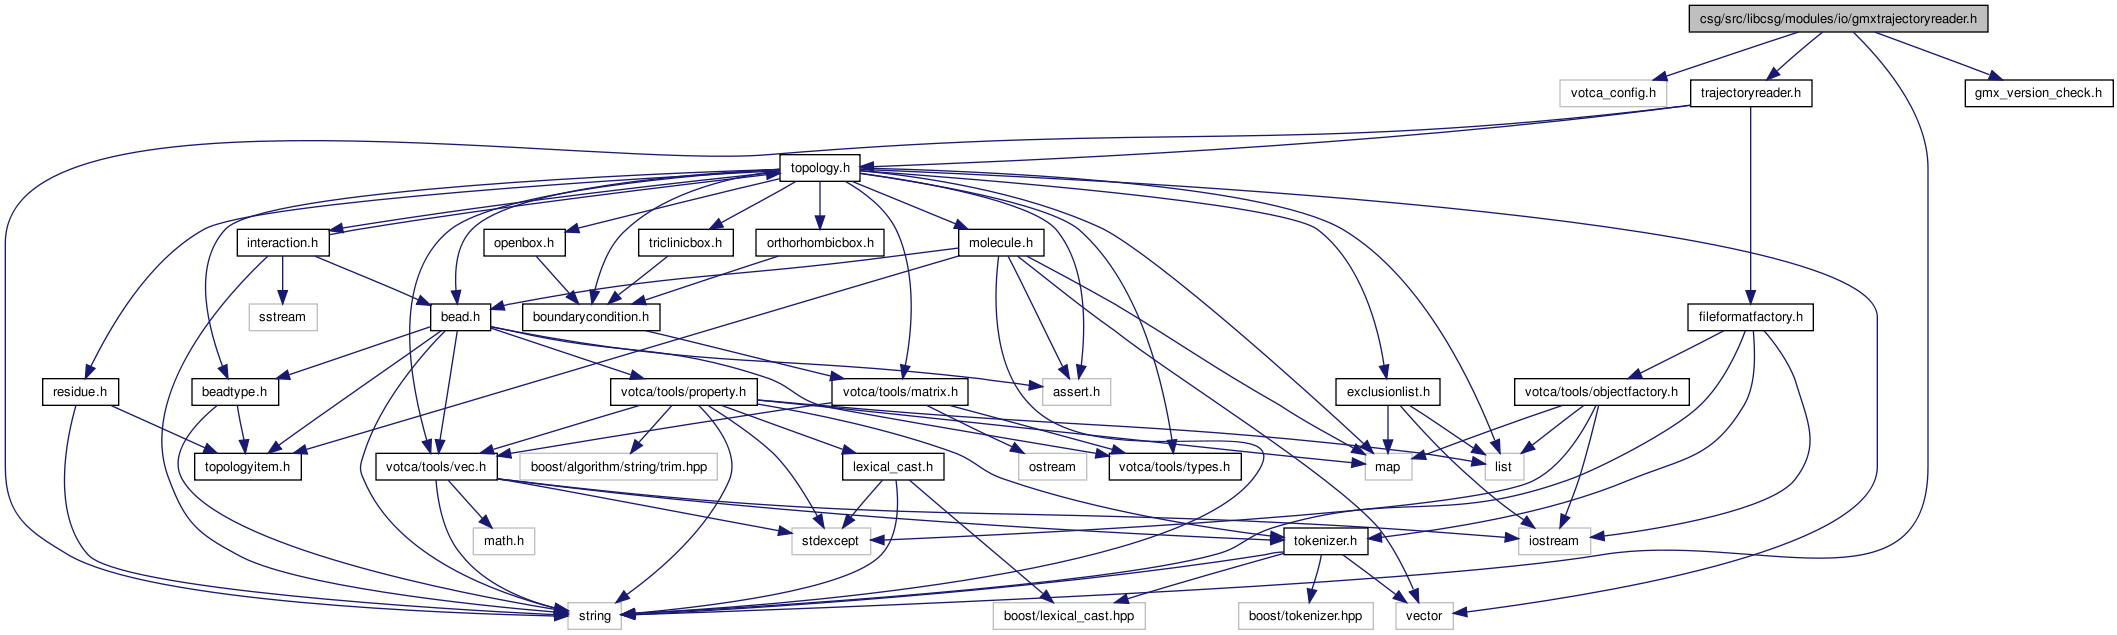 csg/src/libcsg/modules/io/gmxtrajectoryreader.h
votca_config.h
trajectoryreader.h
gmx_version_check.h
topology.h
interaction.h
openbox.h
triclinicbox.h
orthorhombicbox.h
molecule.h
sstream
bead.h
boundarycondition.h
fileformatfactory.h
residue.h
beadtype.h
votca/tools/property.h
votca/tools/matrix.h
assert.h
exclusionlist.h
votca/tools/objectfactory.h
topologyitem.h
votca/tools/vec.h
boost/algorithm/string/trim.hpp
lexical_cast.h
ostream
votca/tools/types.h
map
list
math.h
stdexcept
tokenizer.h
iostream
string
boost/lexical_cast.hpp
boost/tokenizer.hpp
vector